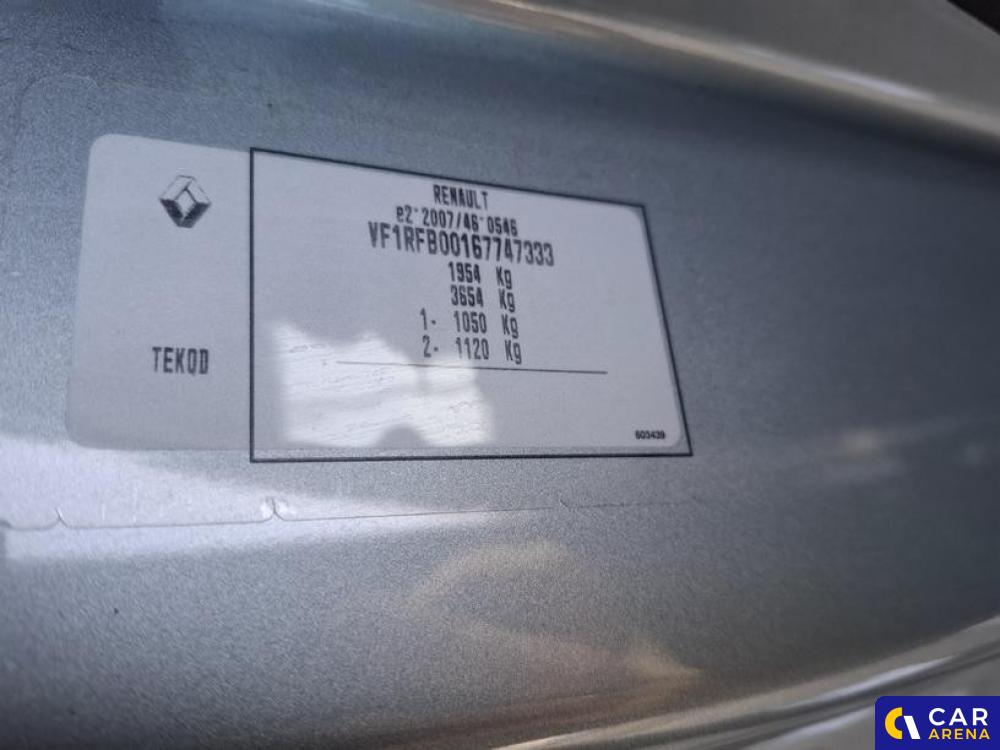 RENAULT
e2*2007/46*0546
VF1RFB00167747333
1954 Kg
3654 Kg
1- 1050 Kg
2- 1120 Kg
TEKQD
603439
CAR
ARENA